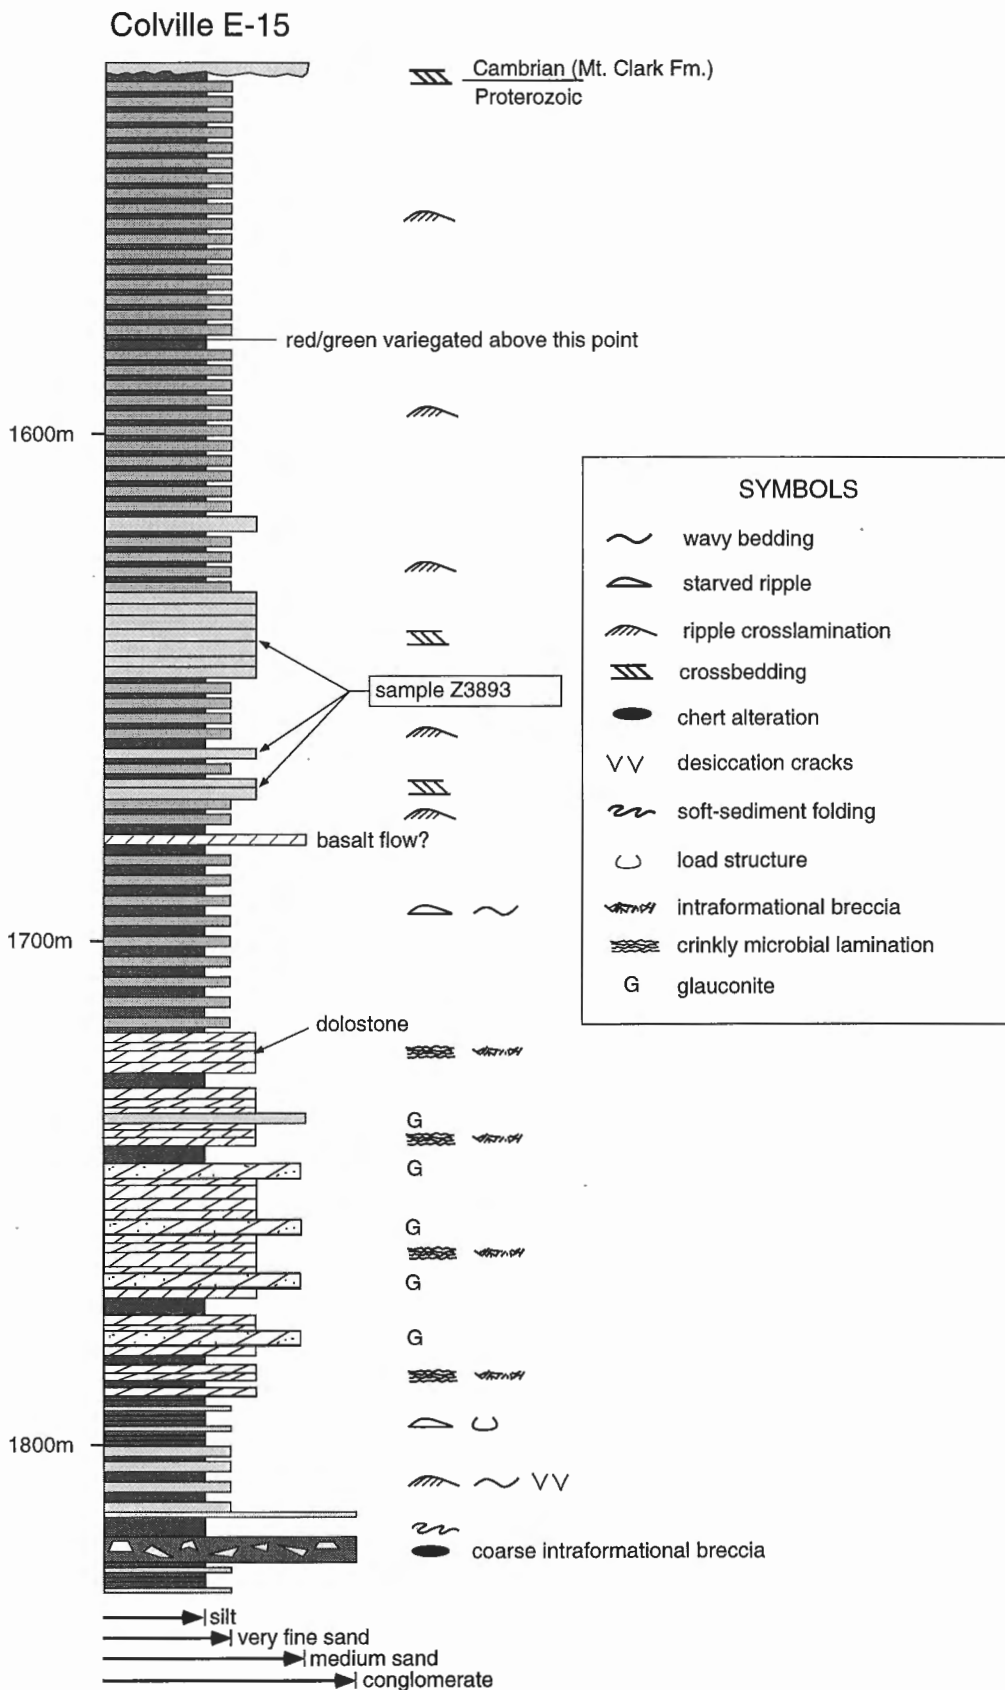 Colville E-15
Cambrian (Mt. Clark Fm.)
Proterozoic
red/green variegated above this point
1600m
SYMBOLS
wavy bedding
starved ripple
ripple crosslamination
crossbedding
chert alteration
desiccation cracks
soft-sediment folding
load structure
intraformational breccia
crinkly microbial lamination
G glauconite
sample Z3893
basalt flow?
1700m
dolostone
G
G
G
G
G
1800m
coarse intraformational breccia
silt
very fine sand
medium sand
conglomerate